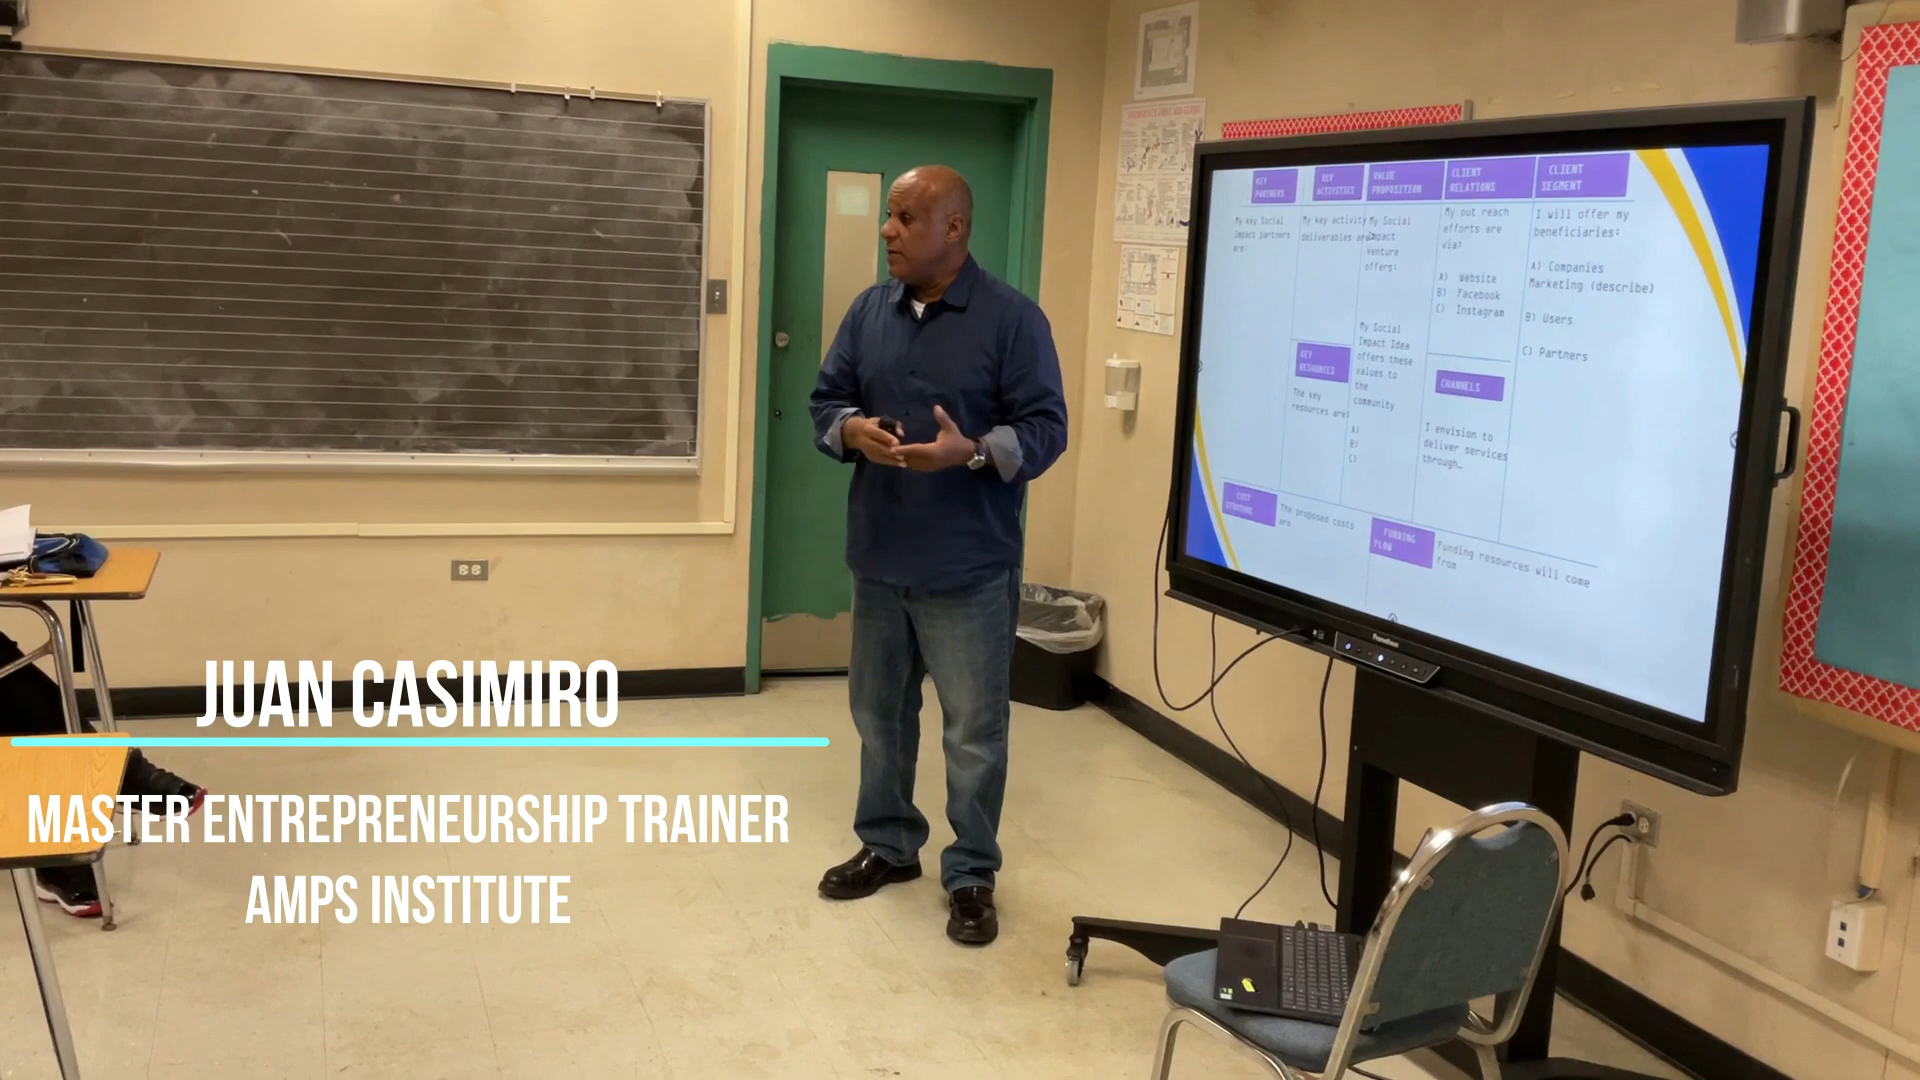 KEY
PARTNERS
My key Social
Impact partners
are:
KEY
ACTIVITIES
My key activity
deliverables are:
KEY
RESOURCES
The key
resources are:
VALUE
PROPOSITION
My Social
Impact
Venture
offers:
My Social
Impact Idea
offers these
values to
the
community
A)
B)
C)
CLIENT
RELATIONS
My out reach
efforts are
via:
A) Website
B) Facebook
C) Instagram
CHANNELS
I envision to
deliver services
through…
CLIENT
SEGMENT
I will offer my
beneficiaries:
A) Companies
Marketing (describe)
B) Users
C) Partners
COST
The proposed costs
are
FUNDING
Funding resources will come
from
Promethean
JUAN CASIMIRO
MASTER ENTREPRENEURSHIP TRAINER
AMPS INSTITUTE